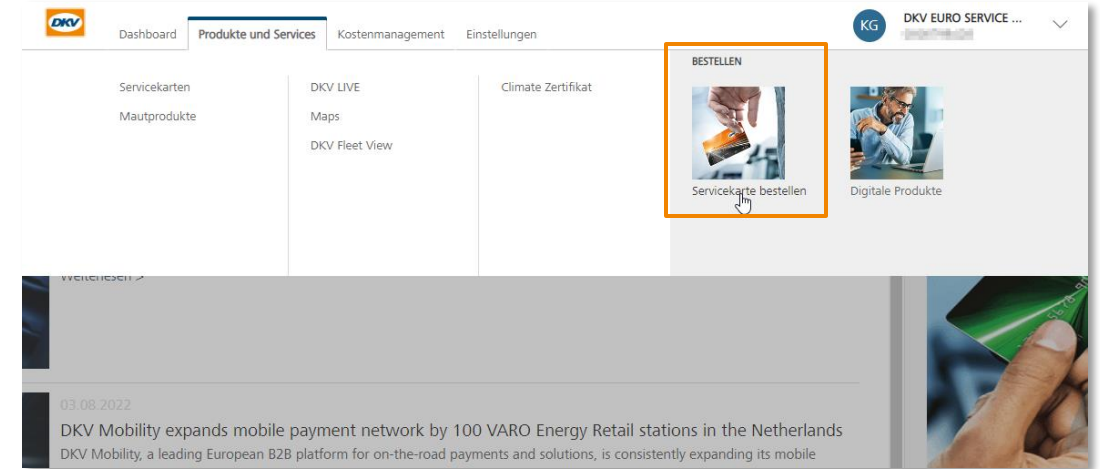 DKV
Dashboard
Produkte und Services
Kostenmanagement
Einstellungen
KG
DKV EURO SERVICE ...
Servicekarten
Mautprodukte
DKV LIVE
Maps
DKV Fleet View
Climate Zertifikat
BESTELLEN
Servicekarte bestellen
Digitale Produkte
Weiterlesen >
03.08.2022
DKV Mobility expands mobile payment network by 100 VARO Energy Retail stations in the Netherlands
DKV Mobility, a leading European B2B platform for on-the-road payments and solutions, is consistently expanding its mobile